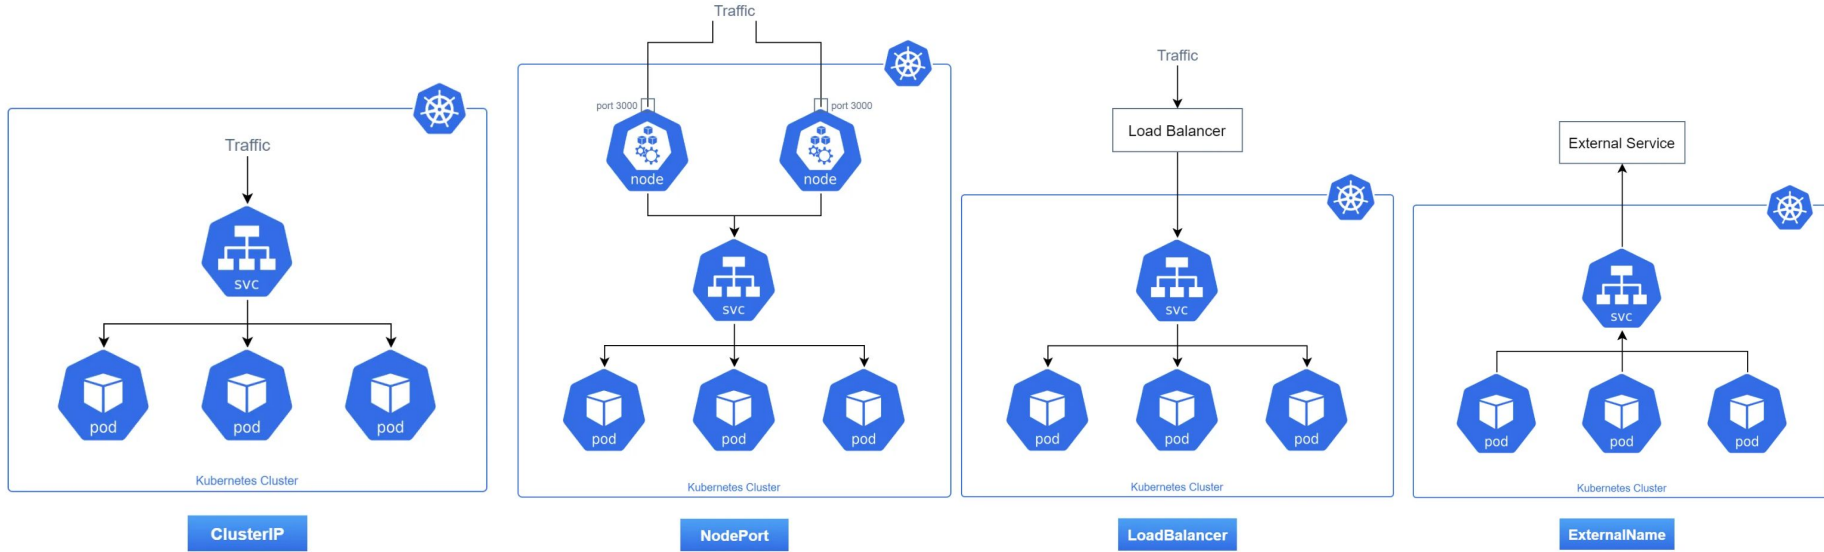 Traffic
svc
pod
pod
pod
Kubernetes Cluster
ClusterIP
Traffic
port 3000
port 3000
node
node
svc
pod
pod
pod
Kubernetes Cluster
NodePort
Traffic
Load Balancer
svc
pod
pod
pod
Kubernetes Cluster
LoadBalancer
External Service
svc
pod
pod
pod
Kubernetes Cluster
ExternalName